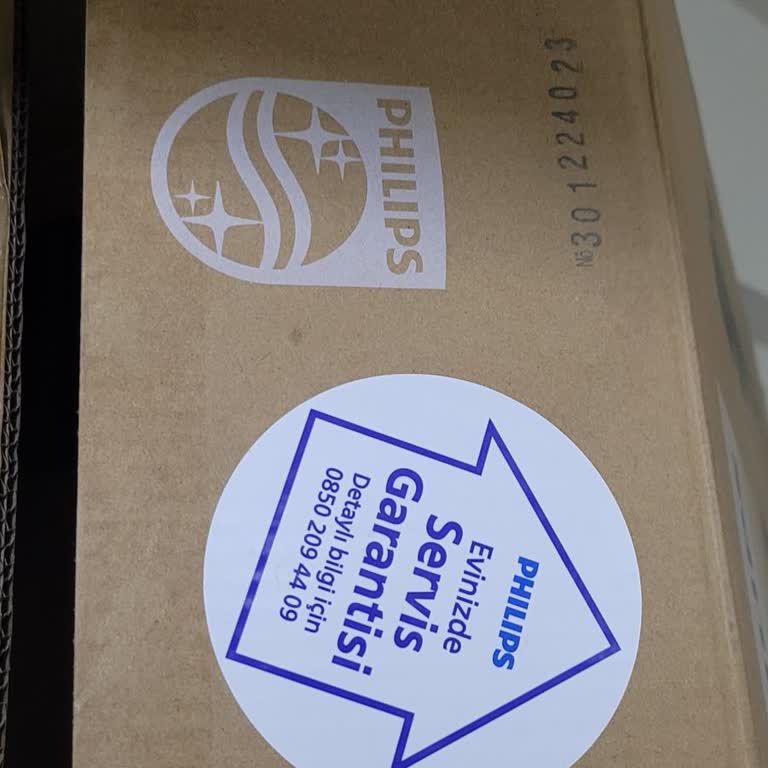 PHILIPS
№301224023
PHILIPS
Evinizde
Servis
Garantisi
Detaylı bilgi için
0850 209 44 09